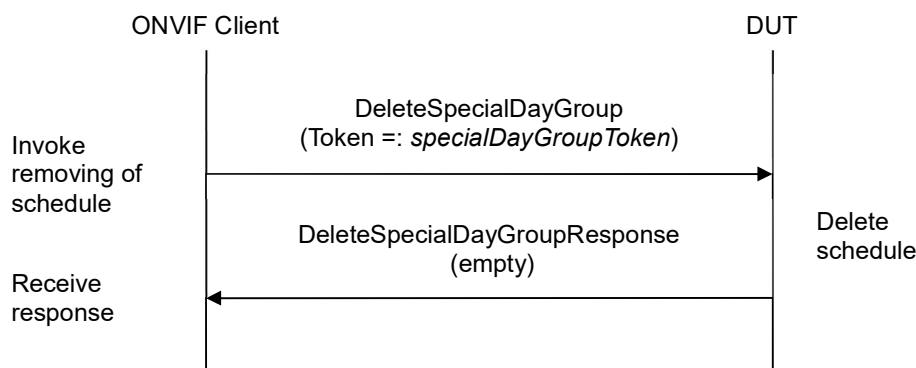 ONVIF Client
DUT
DeleteSpecialDayGroup
(Token =: specialDayGroupToken)
Invoke
removing of
schedule
DeleteSpecialDayGroupResponse
(empty)
Delete
schedule
Receive
response